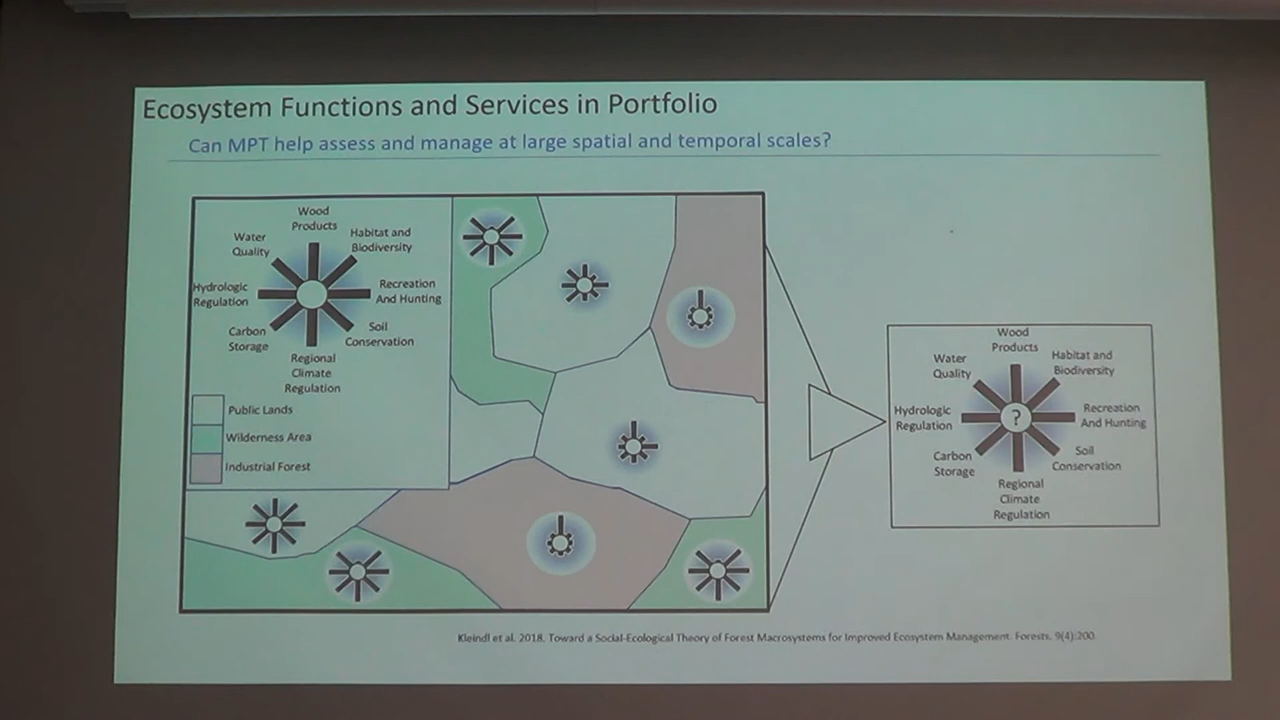 Ecosystem Functions and Services in Portfolio
Can MPT help assess and manage at large spatial and temporal scales?
Wood
Products
Water
Quality
Habitat and
Biodiversity
Hydrologic
Regulation
Recreation
And Hunting
Carbon
Storage
Soil
Conservation
Regional
Climate
Regulation
Public Lands
Wilderness Area
Industrial Forest
Wood
Products
Water
Quality
Habitat and
Biodiversity
Hydrologic
Regulation
?
Recreation
And Hunting
Carbon
Storage
Soil
Conservation
Regional
Climate
Regulation
Kleindl et al. 2018. Toward a Social-Ecological Theory of Forest Macrosystems for Improved Ecosystem Management. Forests, 9(4):200.